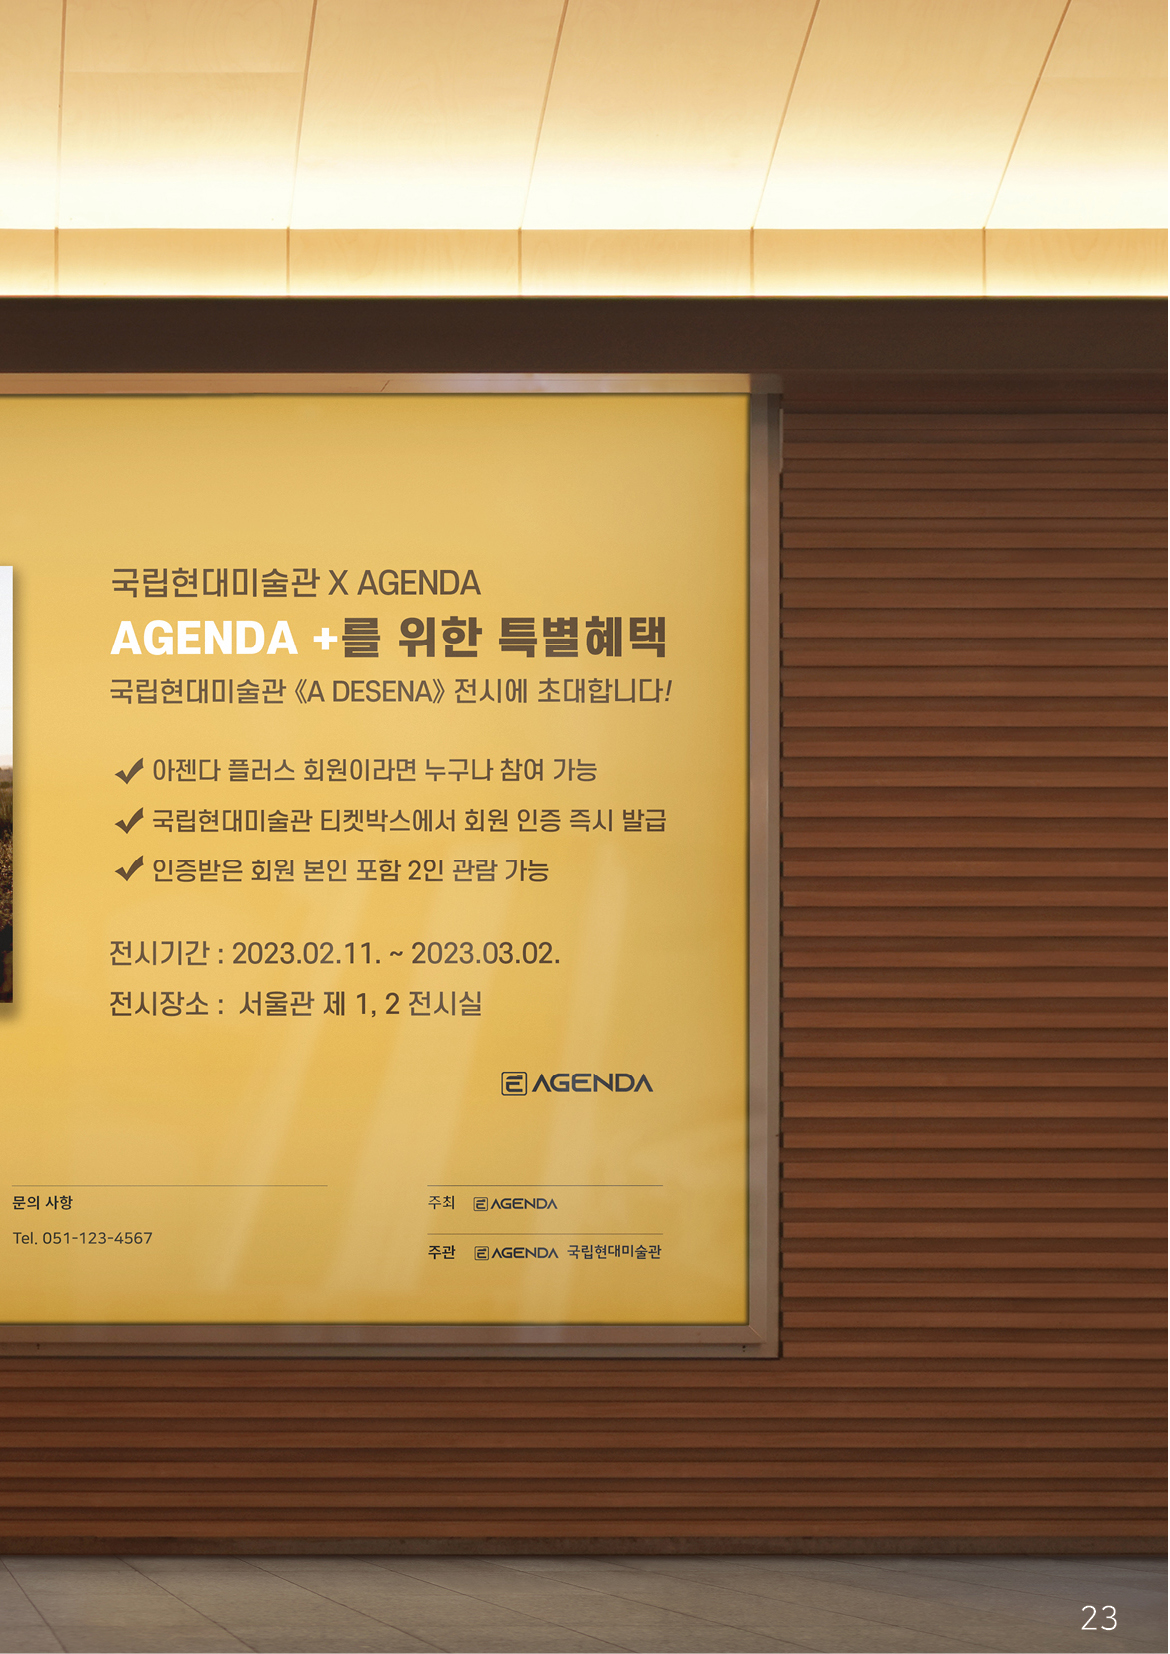 국립현대미술관 X AGENDA
AGENDA +를 위한 특별혜택
국립현대미술관 《A DESENA》 전시에 초대합니다!
아젠다 플러스 회원이라면 누구나 참여 가능
국립현대미술관 티켓박스에서 회원 인증 즉시 발급
인증받은 회원 본인 포함 2인 관람 가능
전시기간 : 2023.02.11. ~ 2023.03.02.
전시장소 : 서울관 제 1, 2 전시실
AGENDA
문의 사항
Tel. 051-123-4567
주최 AGENDA
주관 AGENDA 국립현대미술관
23